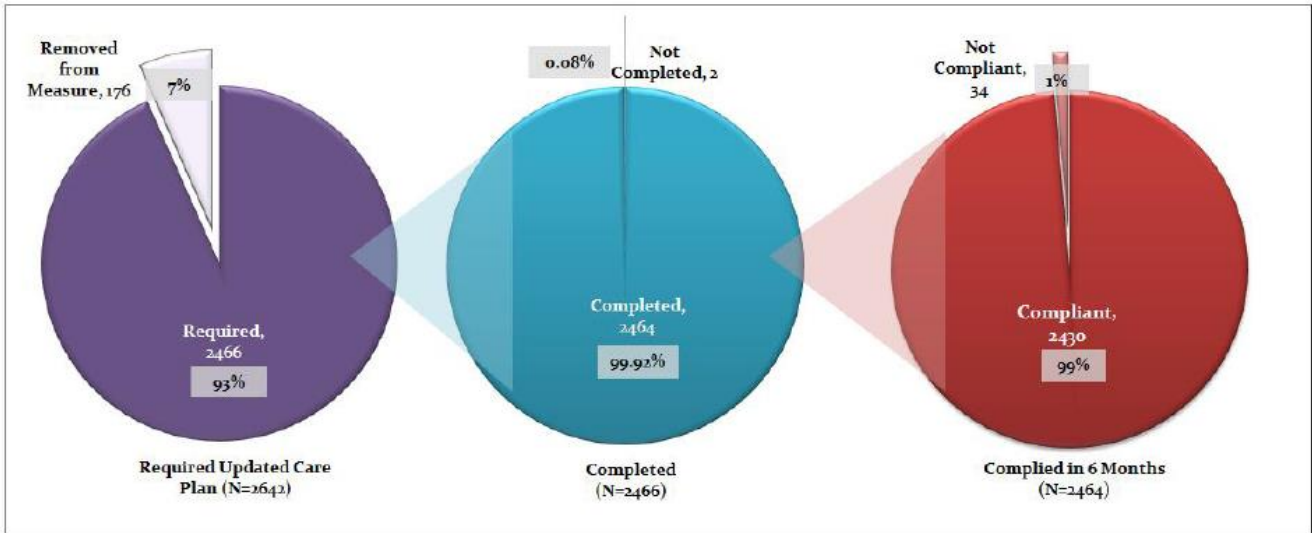 Removed
from
Measure, 176
7%
Required,
2466
93%
Required Updated Care
Plan (N=2642)
0.08%
Not
Completed, 2
Completed,
2464
99.92%
Completed
(N=2466)
Not
Compliant,
34
1%
Compliant,
2430
99%
Complied in 6 Months
(N=2464)